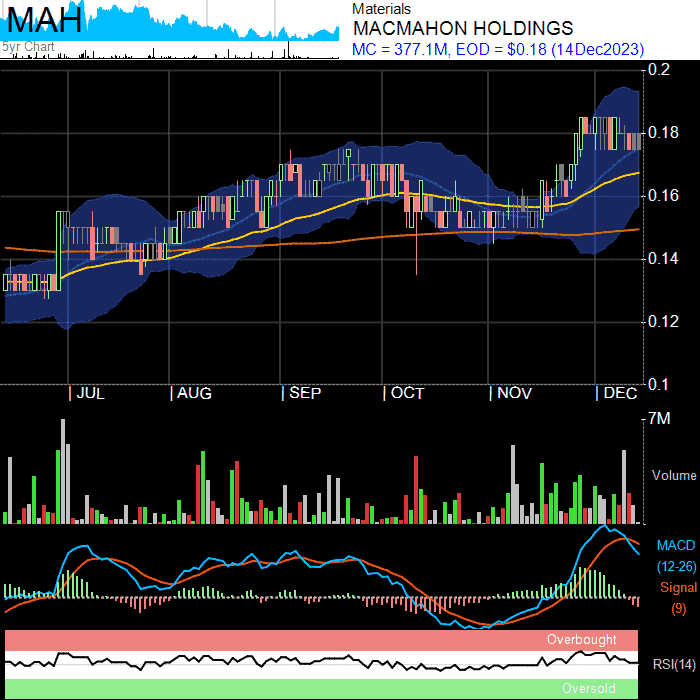 MAH
5yr Chart
Materials
MACMAHON HOLDINGS
MC = 377.1M, EOD = $0.18 (14Dec2023)
0.2
0.18
0.16
0.14
0.12
0.1
JUL AUG SEP OCT NOV DEC
7M
Volume
MACD
(12-26)
Signal
(9)
Overbought
RSI(14)
Oversold